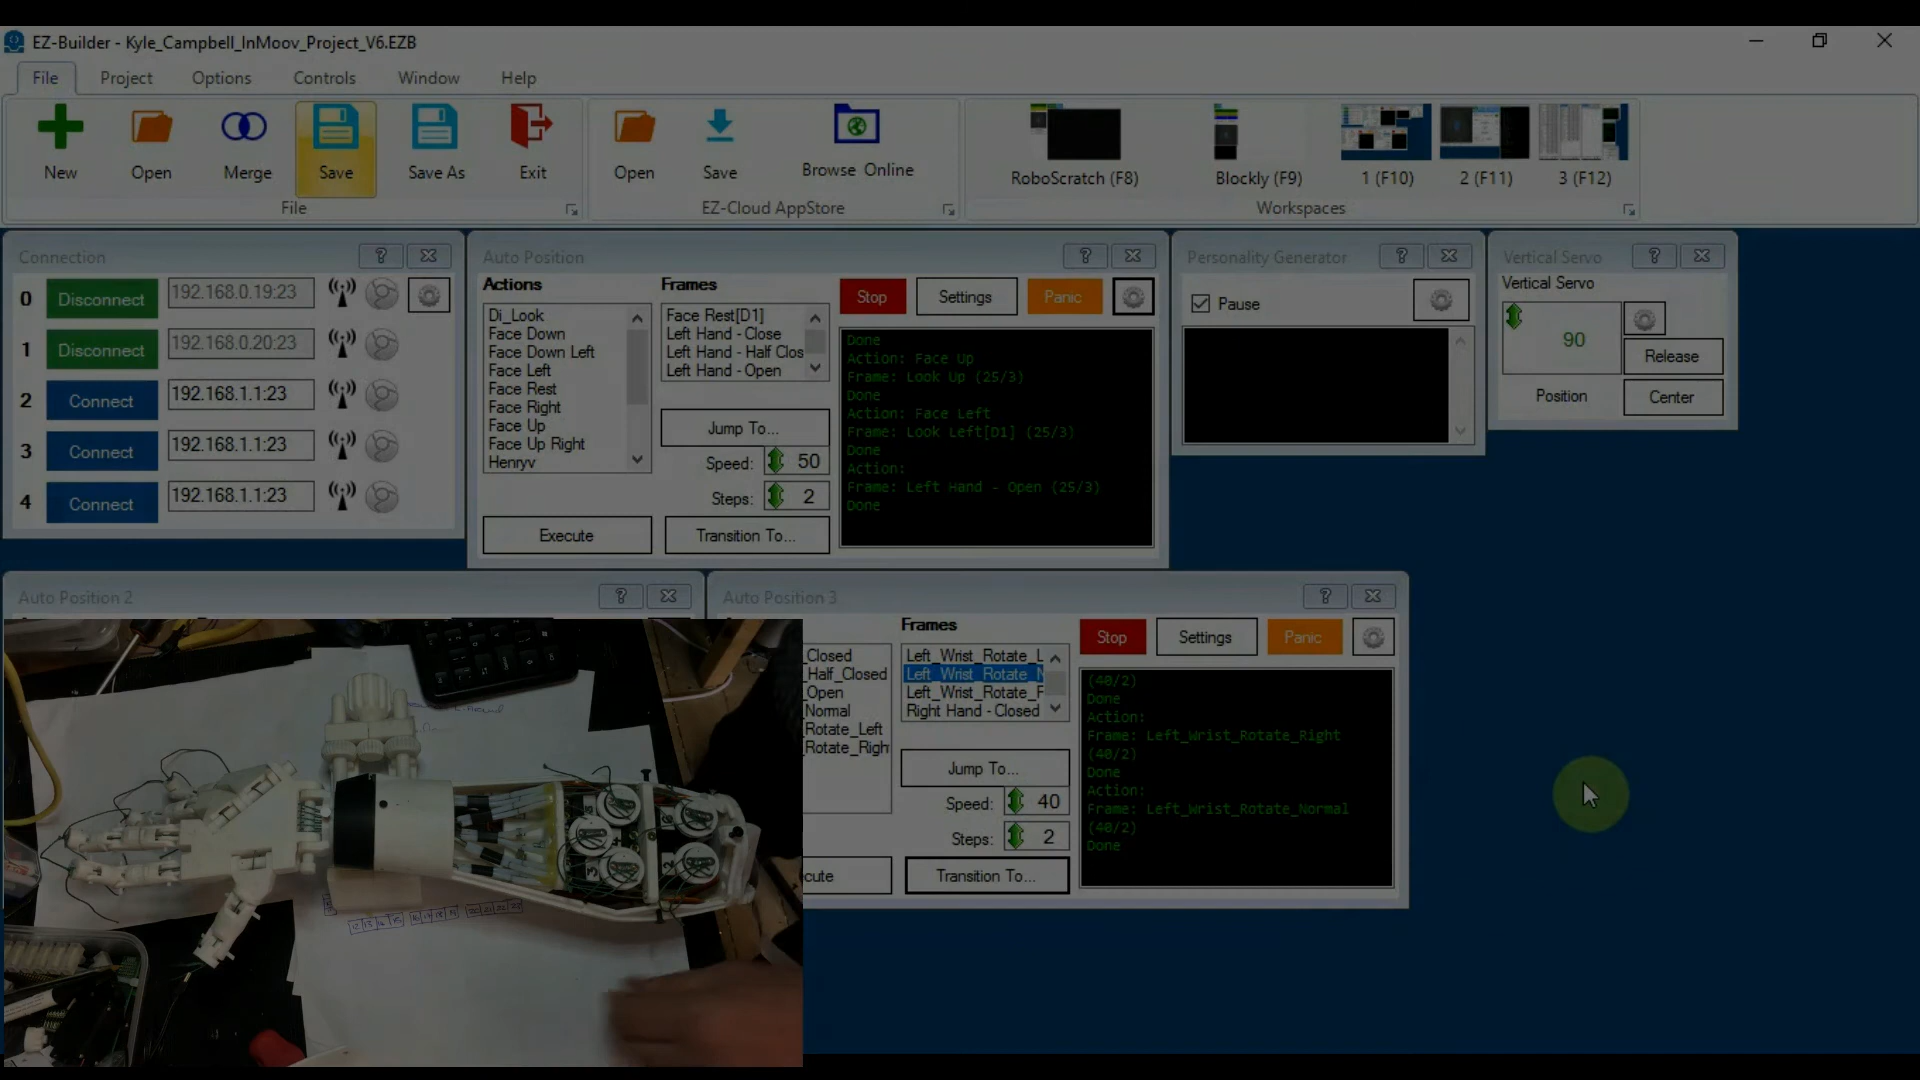 EZ-Builder - Kyle_Campbell_InMoov_Project_V6.EZB
File Project Options Controls Window Help
New Open Merge Save Save As Exit
Open Save Browse Online
RoboScratch (F8) Blockly (F9) 1 (F10) 2 (F11) 3 (F12)
File EZ-Cloud AppStore Workspaces
Connection ?
0 Disconnect 192.168.0.19:23
1 Disconnect 192.168.0.20:23
2 Connect 192.168.1.1:23
3 Connect 192.168.1.1:23
4 Connect 192.168.1.1:23
Auto Position ?
Actions
Di_Look
Face Down
Face Down Left
Face Left
Face Rest
Face Right
Face Up
Face Up Right
Henryv
Execute
Frames
Face Rest[D1]
Left Hand - Close
Left Hand - Half Clos
Left Hand - Open
Jump To...
Speed: 50
Steps: 2
Transition To...
Stop Settings Panic
Done
Action: Face Up
Frame: Look Up (25/3)
Done
Action: Face Left
Frame: Look Left[D1] (25/3)
Done
Action:
Frame: Left Hand - Open (25/3)
Done
Personality Generator ?
Pause
Vertical Servo ?
Vertical Servo
90
Release
Position Center
Auto Position 2 ?
Auto Position 3 ?
_Closed
_Half_Closed
_Open
_Normal
Rotate_Left
Rotate_Righ
cute
Frames
Left_Wrist_Rotate_L
Left_Wrist_Rotate_N
Left_Wrist_Rotate_F
Right Hand - Closed
Jump To...
Speed: 40
Steps: 2
Transition To...
Stop Settings Panic
(40/2)
Done
Action:
Frame: Left_Wrist_Rotate_Right
(40/2)
Done
Action:
Frame: Left_Wrist_Rotate_Normal
(40/2)
Done